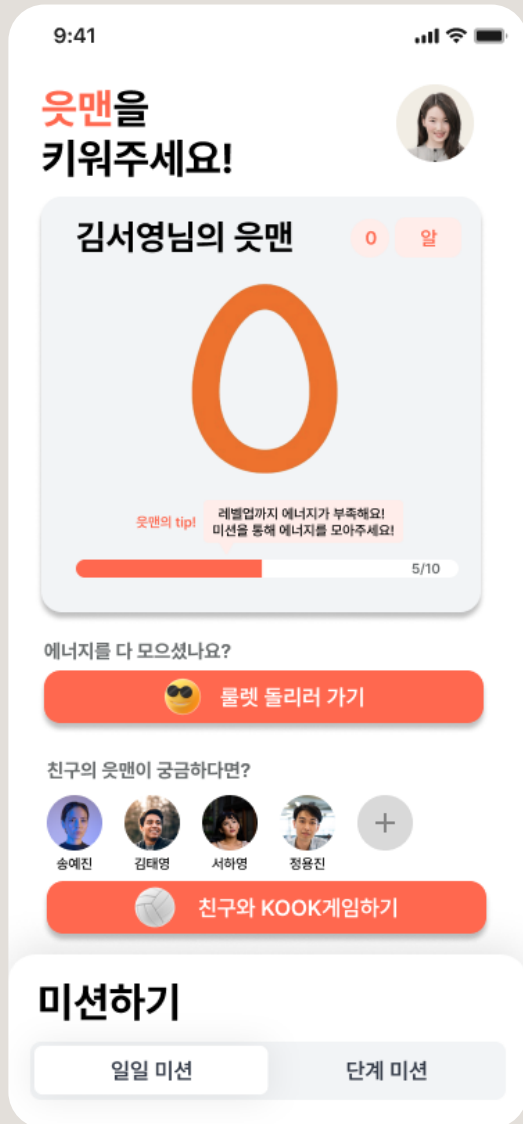 9:41
읏맨을
키워주세요!
김서영님의 읏맨
0
알
읏맨의 tip!
레벨업까지 에너지가 부족해요!
미션을 통해 에너지를 모아주세요!
5/10
에너지를 다 모으셨나요?
룰렛 돌리러 가기
친구의 읏맨이 궁금하다면?
송예진
김태영
서하영
정용진
친구와 KOOK게임하기
미션하기
일일 미션
단계 미션